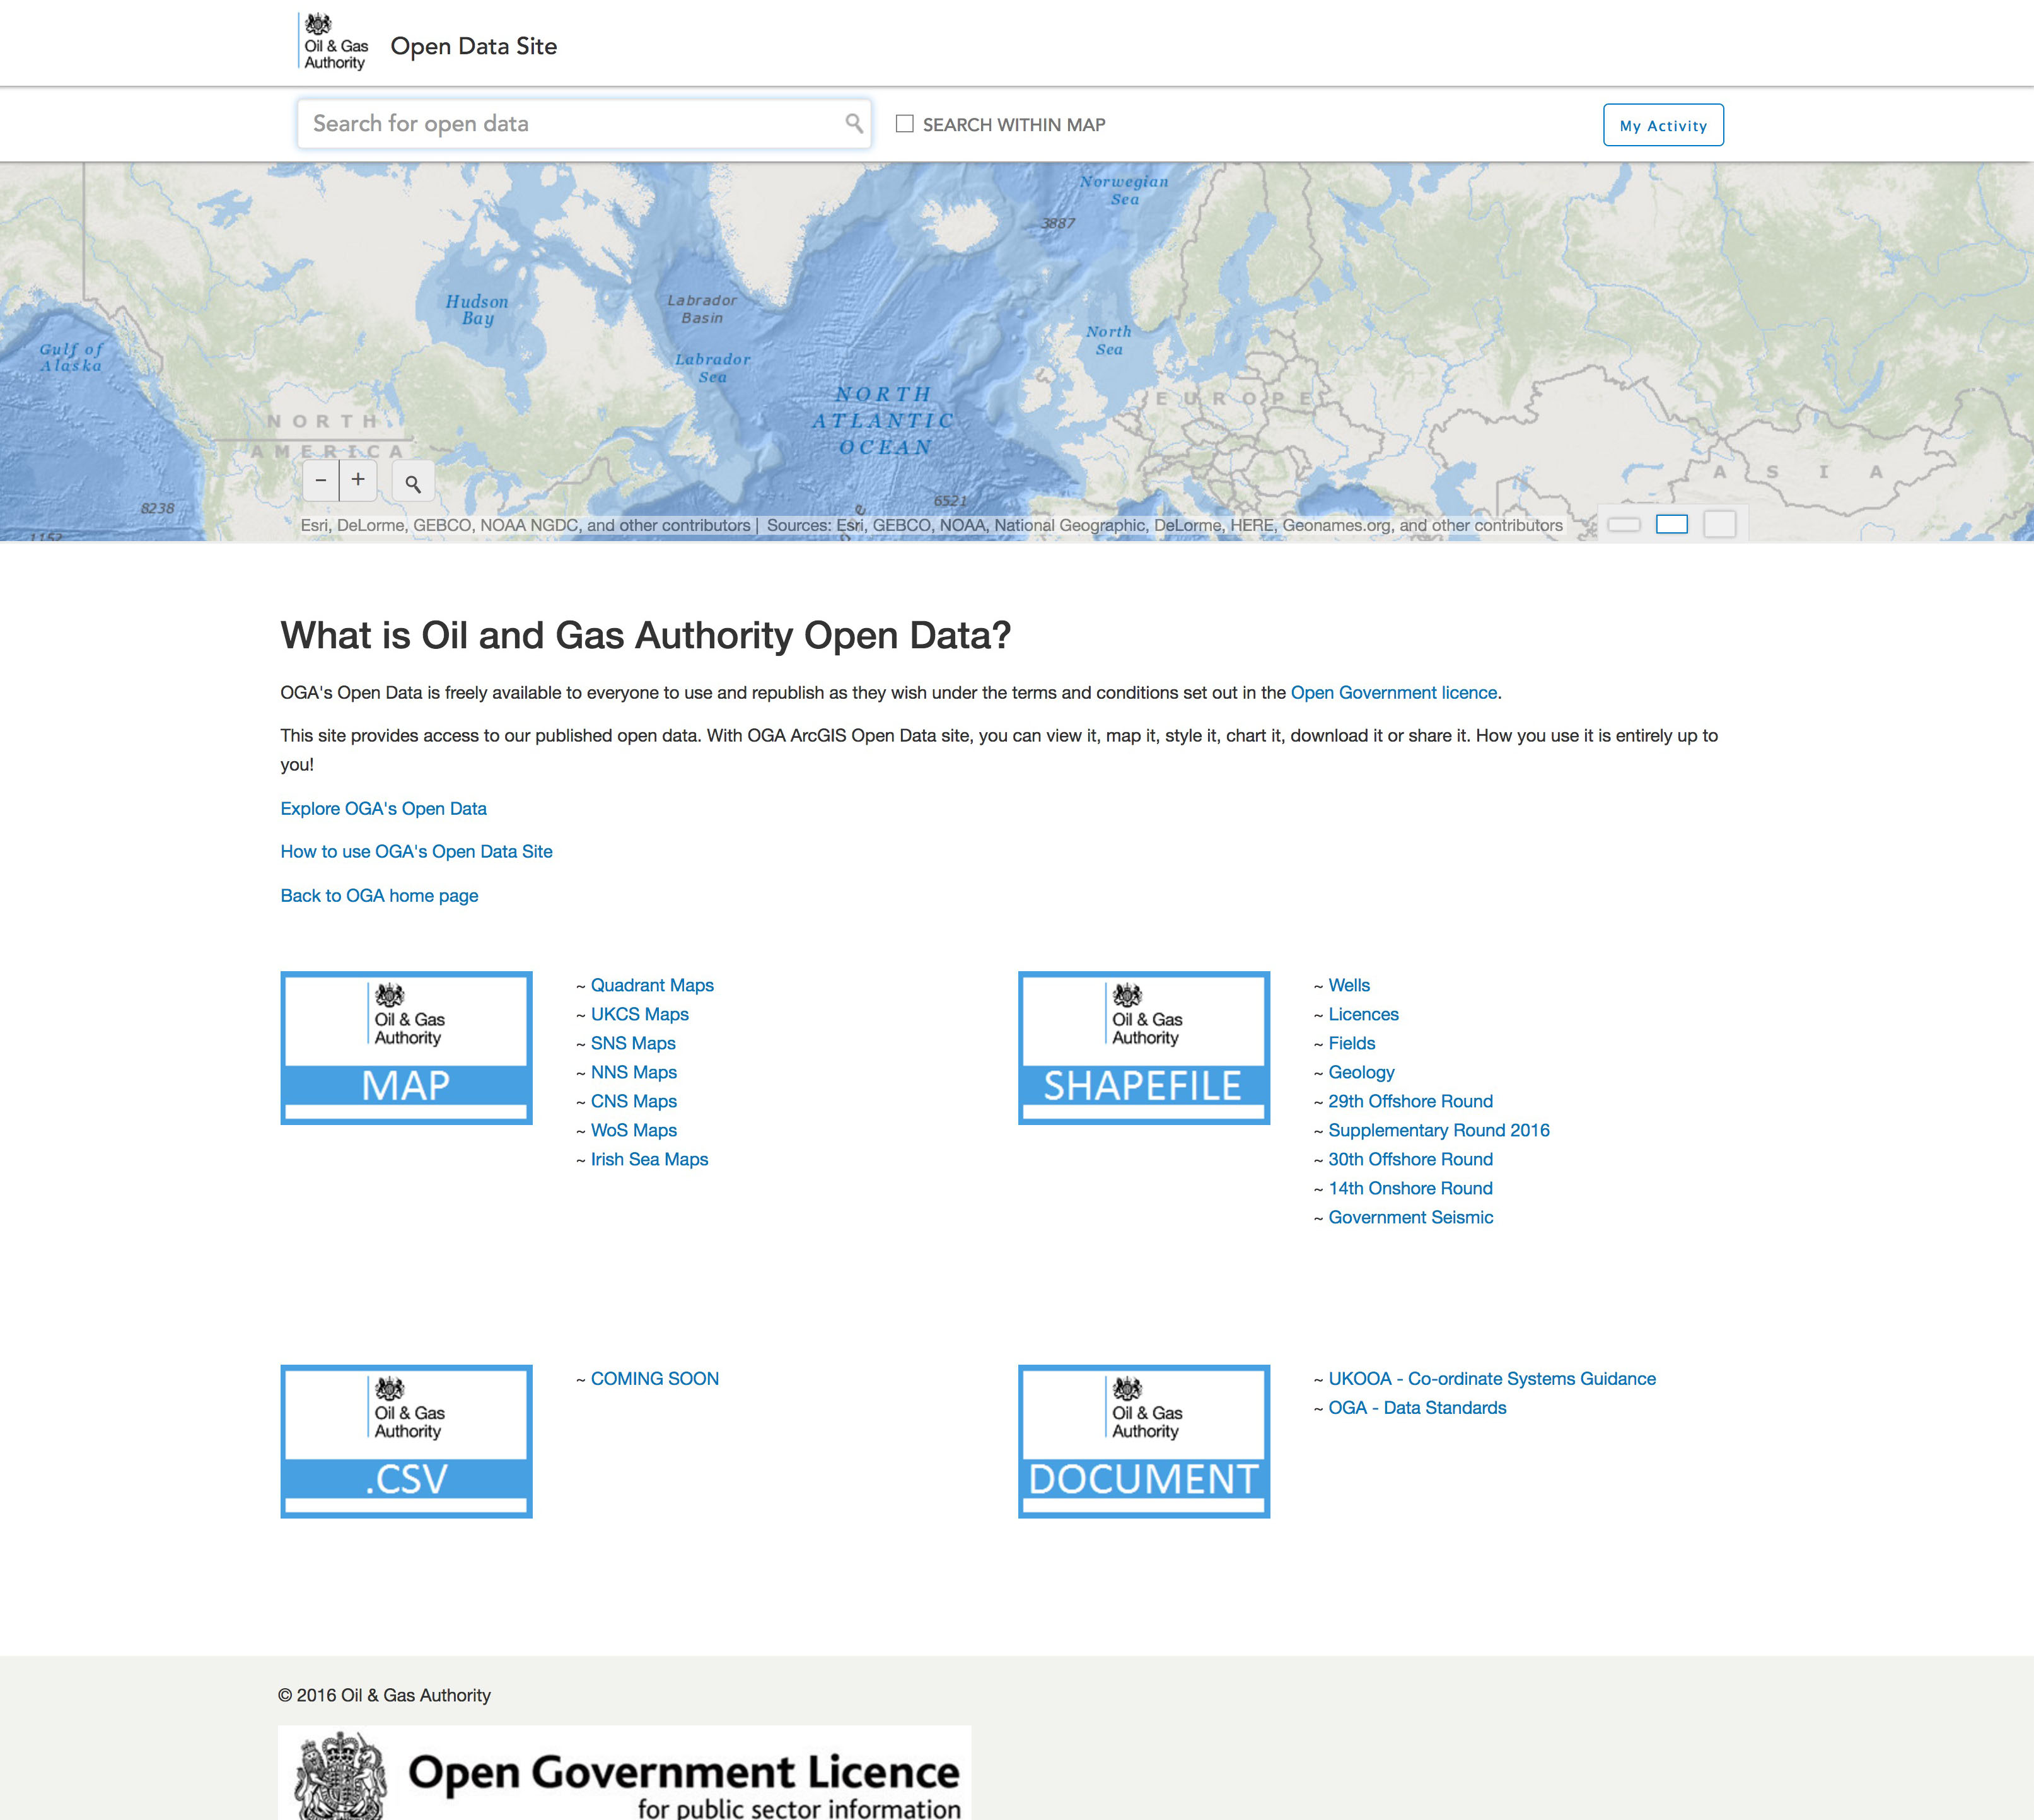 Oil & Gas
Authority
Open Data Site
Search for open data
SEARCH WITHIN MAP
My Activity
Norwegian
Sea
3887
Hudson
Bay
Labrador
Basin
Gulf of
Alaska
North
Sea
Labrador
Sea
NORTH
ATLANTIC
OCEAN
EUROPE
NORTH
AMERICA
ASIA
− +
8238
6521
1152
Esri, DeLorme, GEBCO, NOAA NGDC, and other contributors | Sources: Esri, GEBCO, NOAA, National Geographic, DeLorme, HERE, Geonames.org, and other contributors
What is Oil and Gas Authority Open Data?
OGA's Open Data is freely available to everyone to use and republish as they wish under the terms and conditions set out in the Open Government licence.
This site provides access to our published open data. With OGA ArcGIS Open Data site, you can view it, map it, style it, chart it, download it or share it. How you use it is entirely up to
you!
Explore OGA's Open Data
How to use OGA's Open Data Site
Back to OGA home page
Oil & Gas
Authority
MAP
~ Quadrant Maps
~ UKCS Maps
~ SNS Maps
~ NNS Maps
~ CNS Maps
~ WoS Maps
~ Irish Sea Maps
Oil & Gas
Authority
SHAPEFILE
~ Wells
~ Licences
~ Fields
~ Geology
~ 29th Offshore Round
~ Supplementary Round 2016
~ 30th Offshore Round
~ 14th Onshore Round
~ Government Seismic
Oil & Gas
Authority
.CSV
~ COMING SOON
Oil & Gas
Authority
DOCUMENT
~ UKOOA - Co-ordinate Systems Guidance
~ OGA - Data Standards
© 2016 Oil & Gas Authority
Open Government Licence
for public sector information